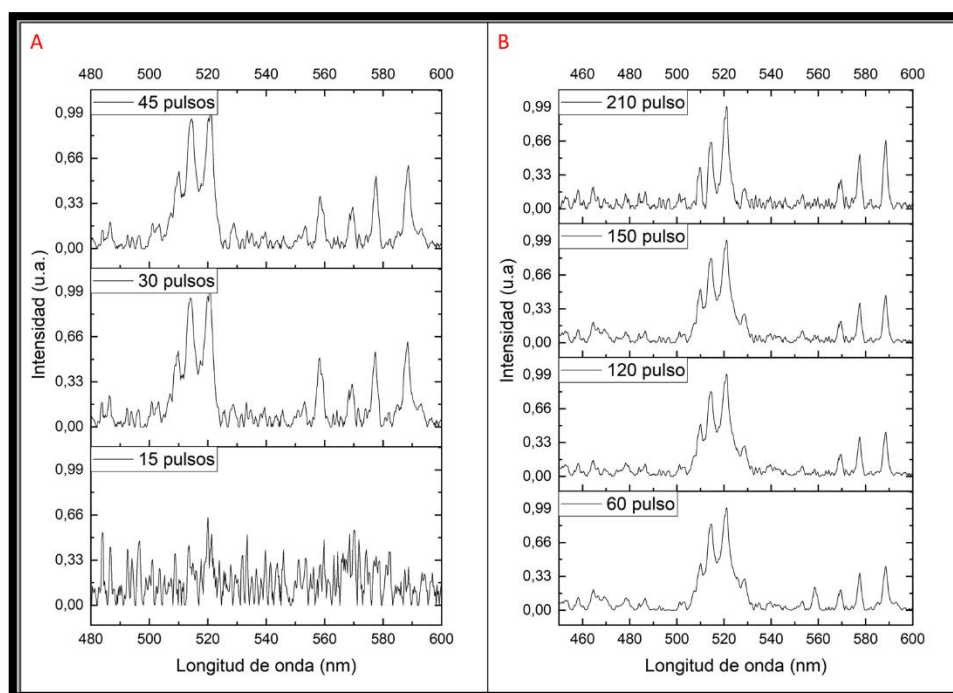 A
480 500 520 540 560 580 600
45 pulsos
0,99
0,66
0,33
0,00
30 pulsos
0,99
0,66
0,33
0,00
15 pulsos
0,99
0,66
0,33
0,00
480 500 520 540 560 580 600
Intensidad (u.a.)
Longitud de onda (nm)
B
460 480 500 520 540 560 580 600
210 pulso
0,99
0,66
0,33
0,00
150 pulso
0,99
0,66
0,33
0,00
120 pulso
0,99
0,66
0,33
0,00
60 pulso
0,99
0,66
0,33
0,00
460 480 500 520 540 560 580 600
Intensidad (u.a)
Longitud de onda (nm)